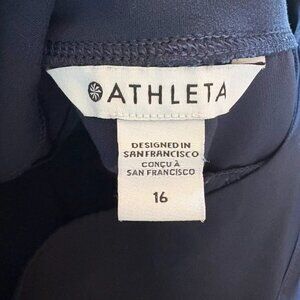 ATHLETA
DESIGNED IN
SAN FRANCISCO
CONÇU À
SAN FRANCISCO
16